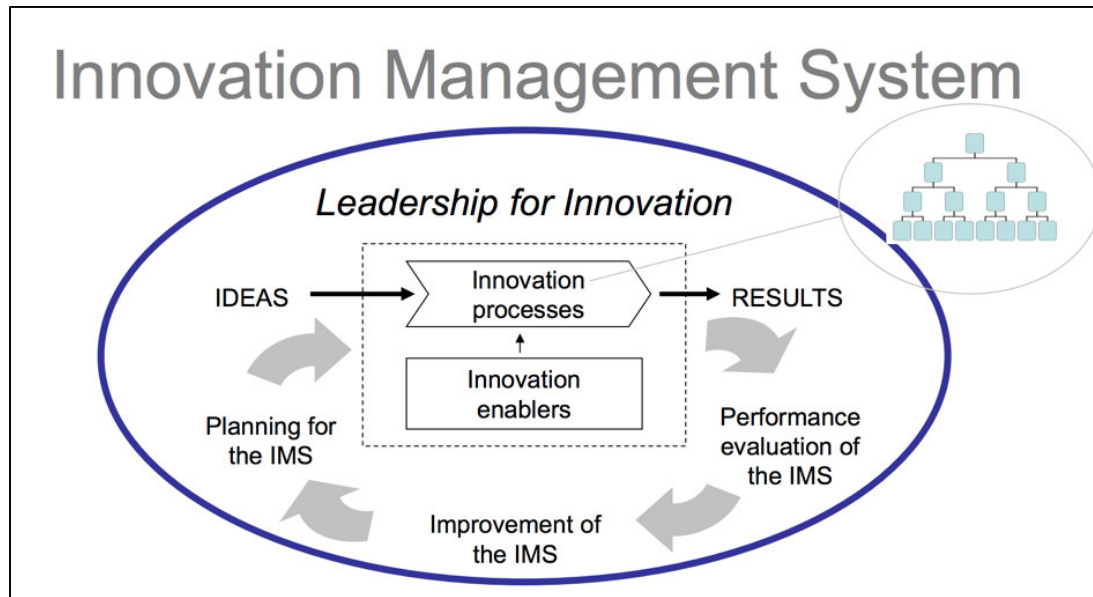 Innovation Management System
Leadership for Innovation
IDEAS
Innovation
processes
RESULTS
Innovation
enablers
Planning for
the IMS
Performance
evaluation of
the IMS
Improvement of
the IMS